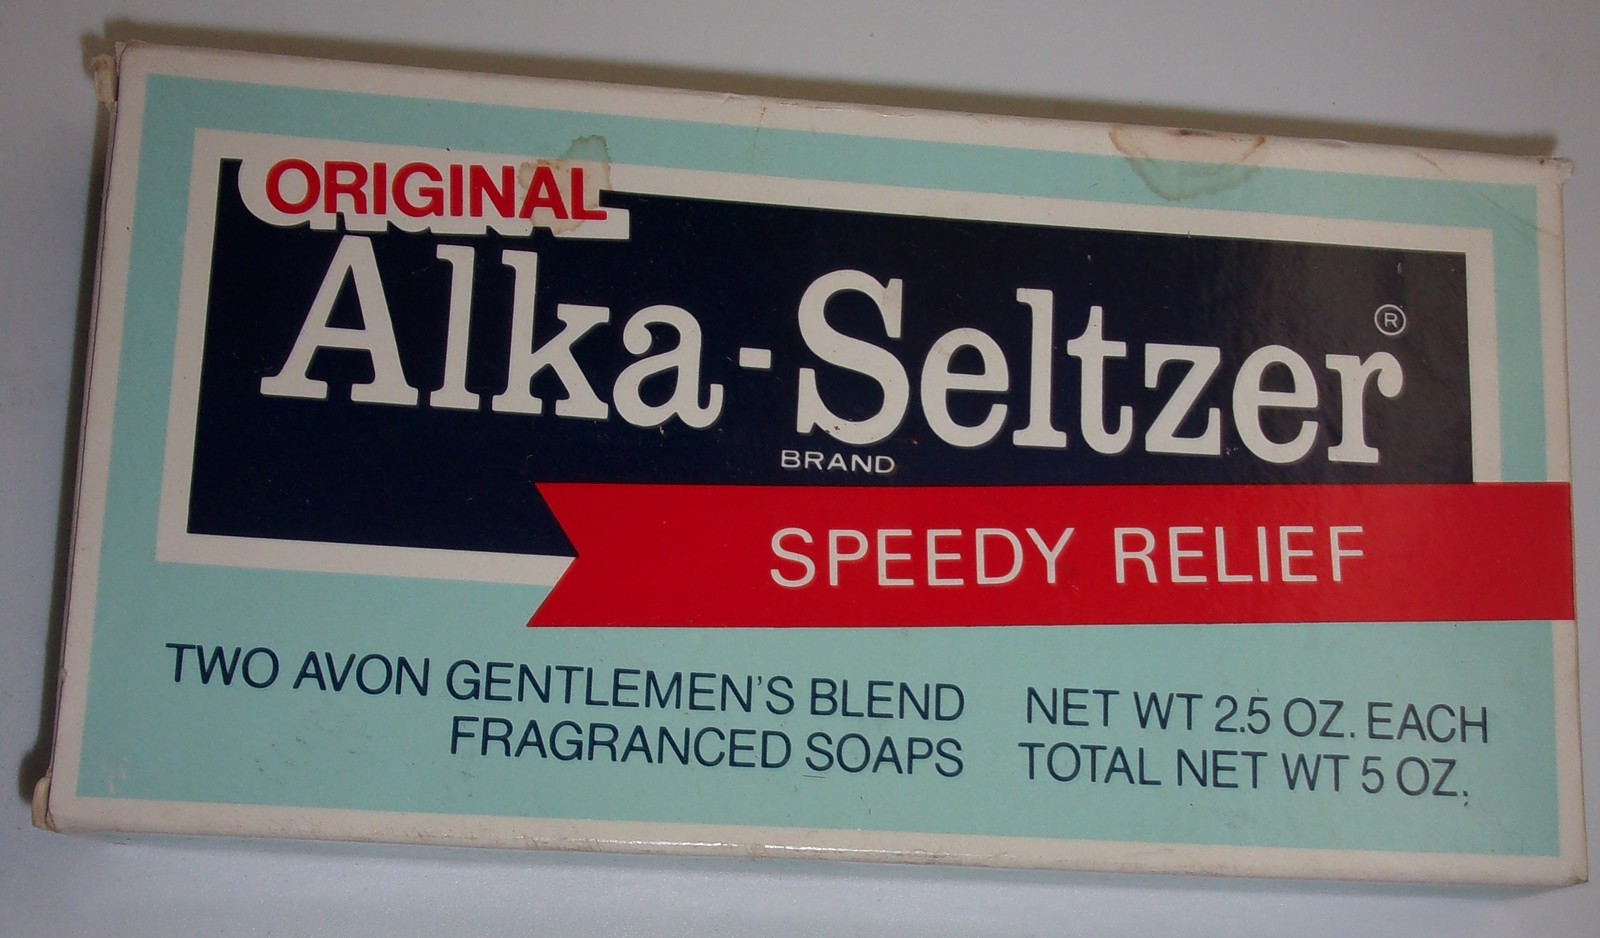 ORIGINAL
Alka-Seltzer®
BRAND
SPEEDY RELIEF
TWO AVON GENTLEMEN'S BLEND
FRAGRANCED SOAPS
NET WT 2.5 OZ. EACH
TOTAL NET WT 5 OZ.